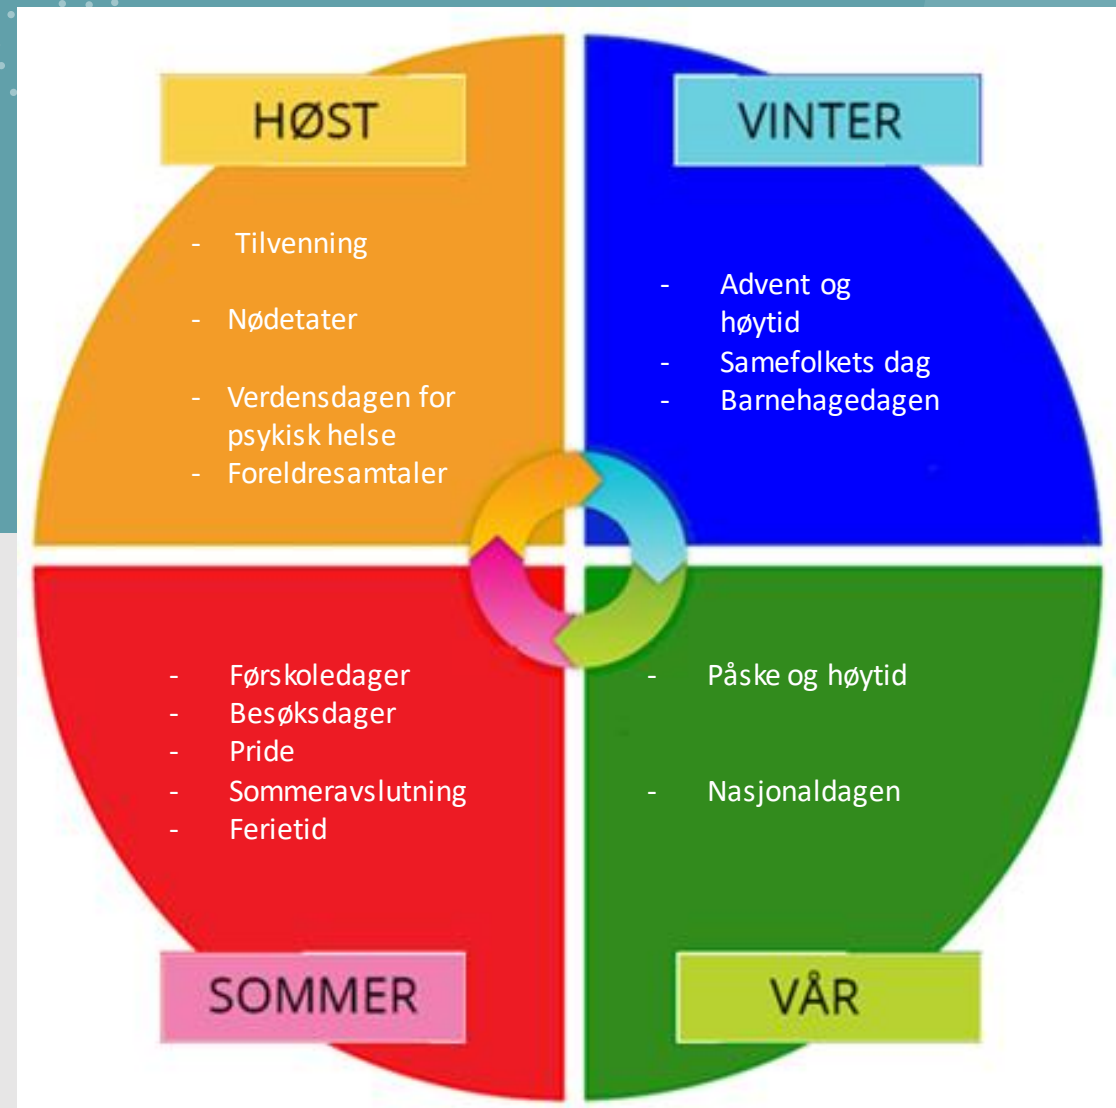 HØST
- Tilvenning
- Nødetater
- Verdensdagen for
psykisk helse
- Foreldresamtaler
VINTER
- Advent og
høytid
- Samefolkets dag
- Barnehagedagen
- Førskoledager
- Besøksdager
- Pride
- Sommeravslutning
- Ferietid
SOMMER
- Påske og høytid
- Nasjonaldagen
VÅR